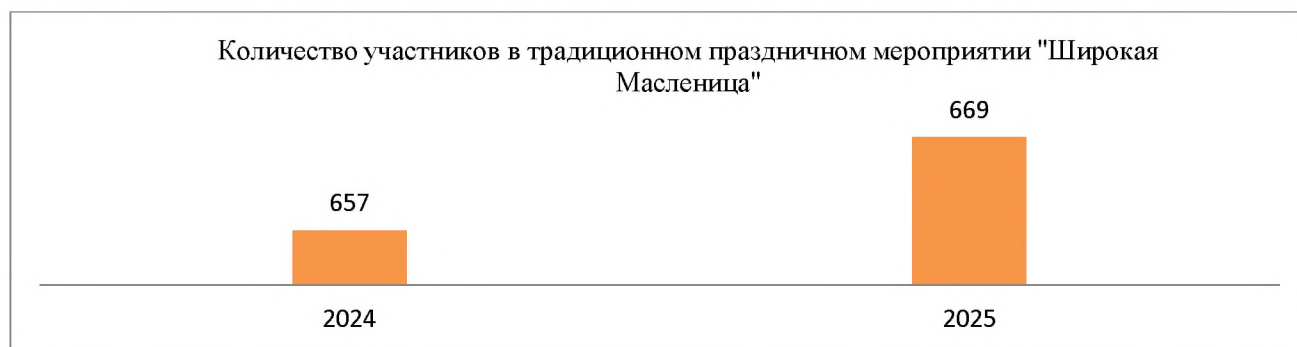 Количество участников в традиционном праздничном мероприятии "Широкая
Масленица"
669
657
2024
2025